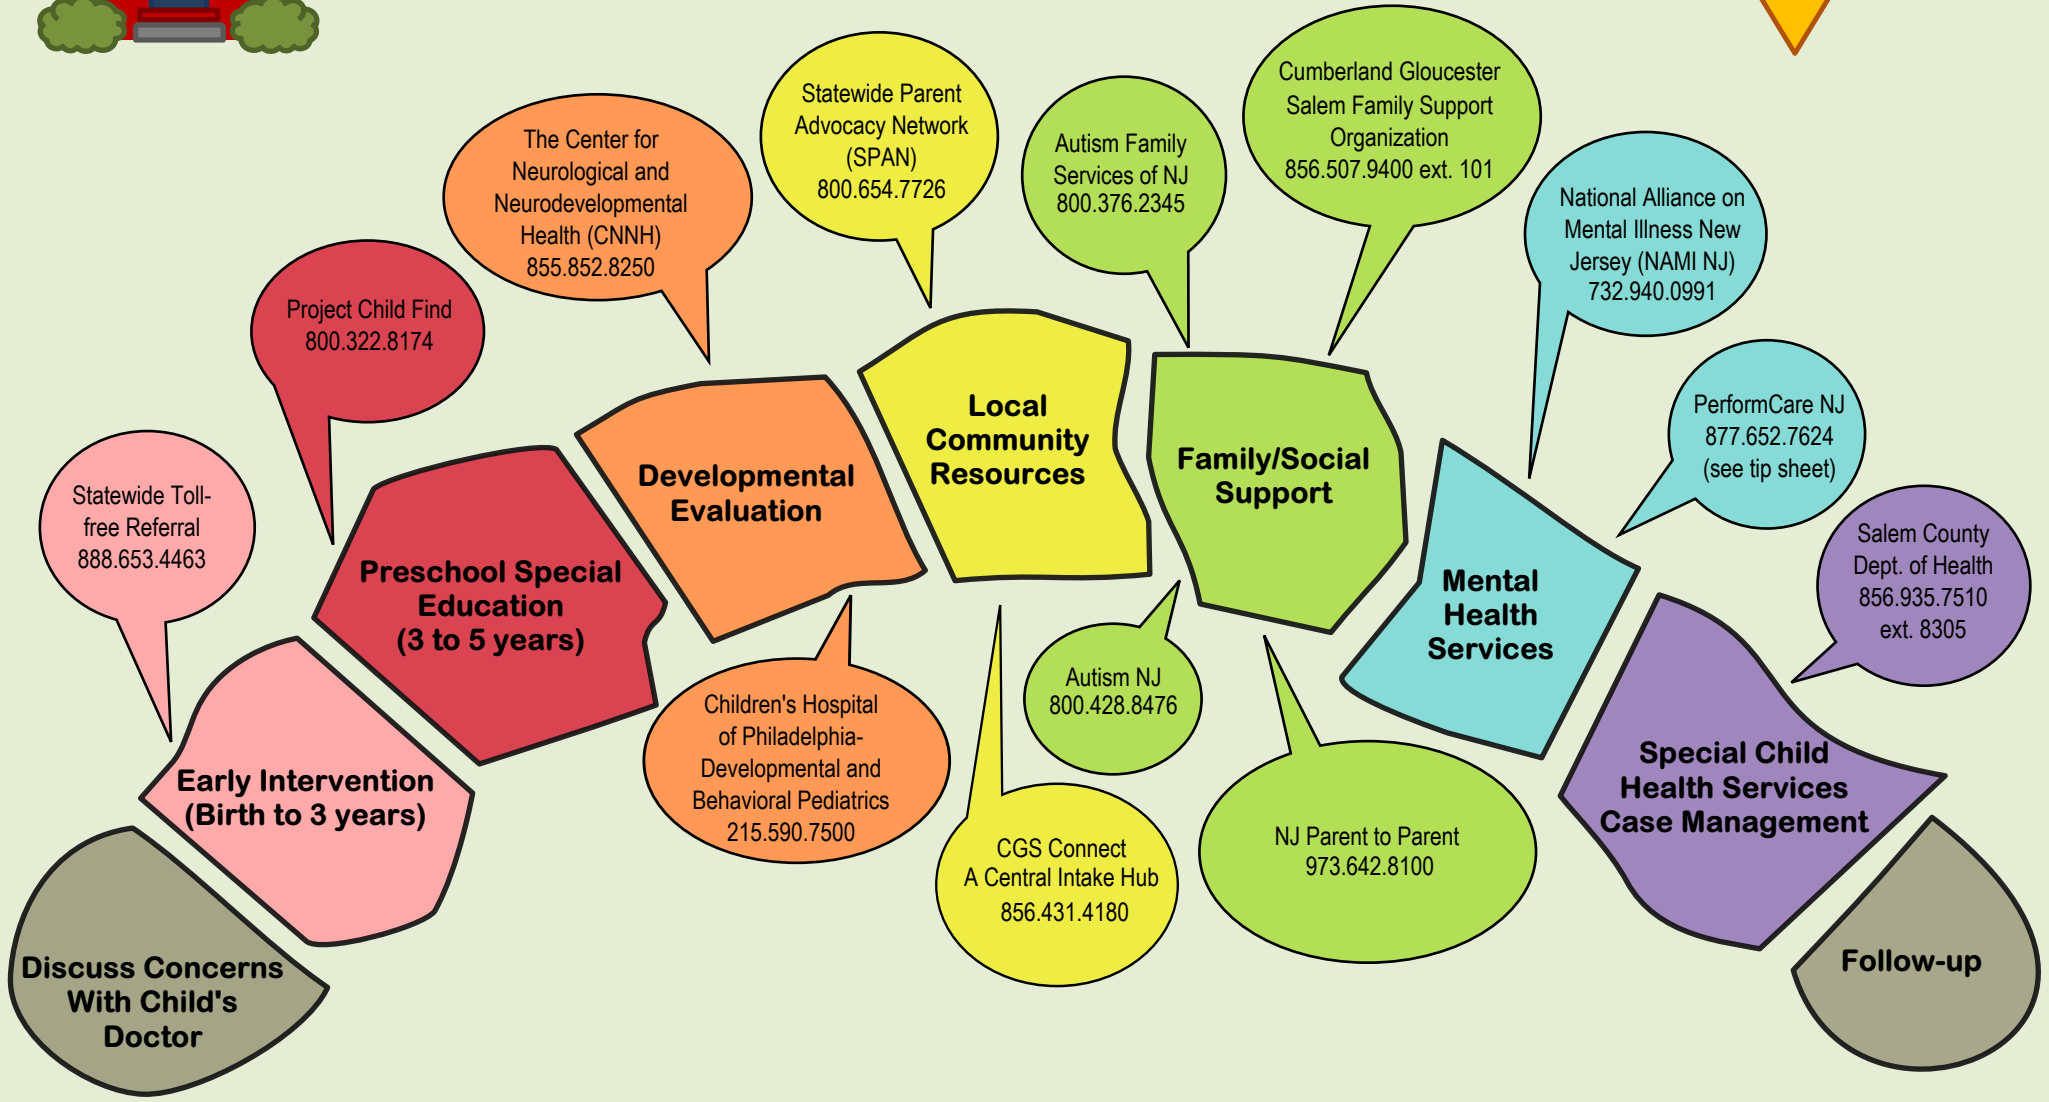 Cumberland Gloucester
Salem Family Support
Organization
856.507.9400 ext. 101
Statewide Parent
Advocacy Network
(SPAN)
800.654.7726
The Center for
Neurological and
Neurodevelopmental
Health (CNNH)
855.852.8250
Autism Family
Services of NJ
800.376.2345
National Alliance on
Mental Illness New
Jersey (NAMI NJ)
732.940.0991
Project Child Find
800.322.8174
PerformCare NJ
877.652.7624
(see tip sheet)
Statewide Toll-
free Referral
888.653.4463
Salem County
Dept. of Health
856.935.7510
ext. 8305
Discuss Concerns
With Child's
Doctor
Early Intervention
(Birth to 3 years)
Preschool Special
Education
(3 to 5 years)
Developmental
Evaluation
Local
Community
Resources
Family/Social
Support
Mental
Health
Services
Special Child
Health Services
Case Management
Follow-up
Children's Hospital
of Philadelphia-
Developmental and
Behavioral Pediatrics
215.590.7500
CGS Connect
A Central Intake Hub
856.431.4180
Autism NJ
800.428.8476
NJ Parent to Parent
973.642.8100